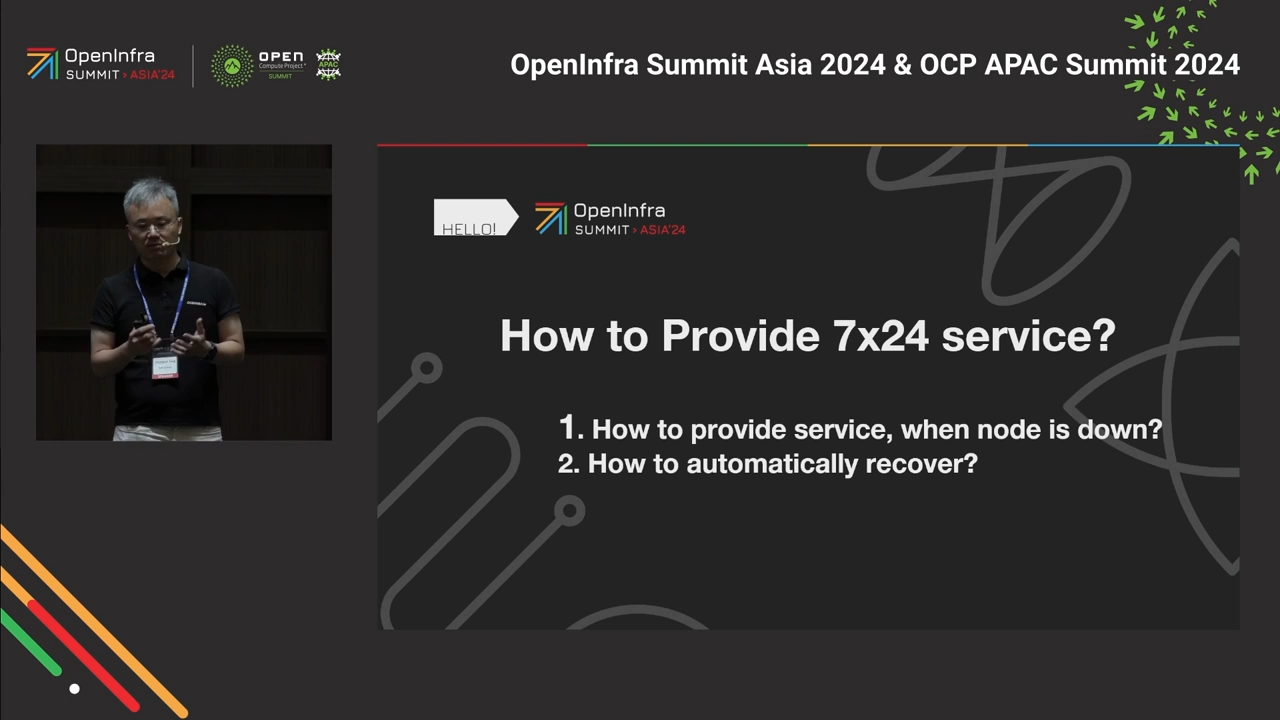 OpenInfra
SUMMIT > ASIA'24
OPEN
Compute Project®
SUMMIT
APAC
OpenInfra Summit Asia 2024 & OCP APAC Summit 2024
HELLO!
OpenInfra
SUMMIT > ASIA'24
How to Provide 7x24 service?
1. How to provide service, when node is down?
2. How to automatically recover?